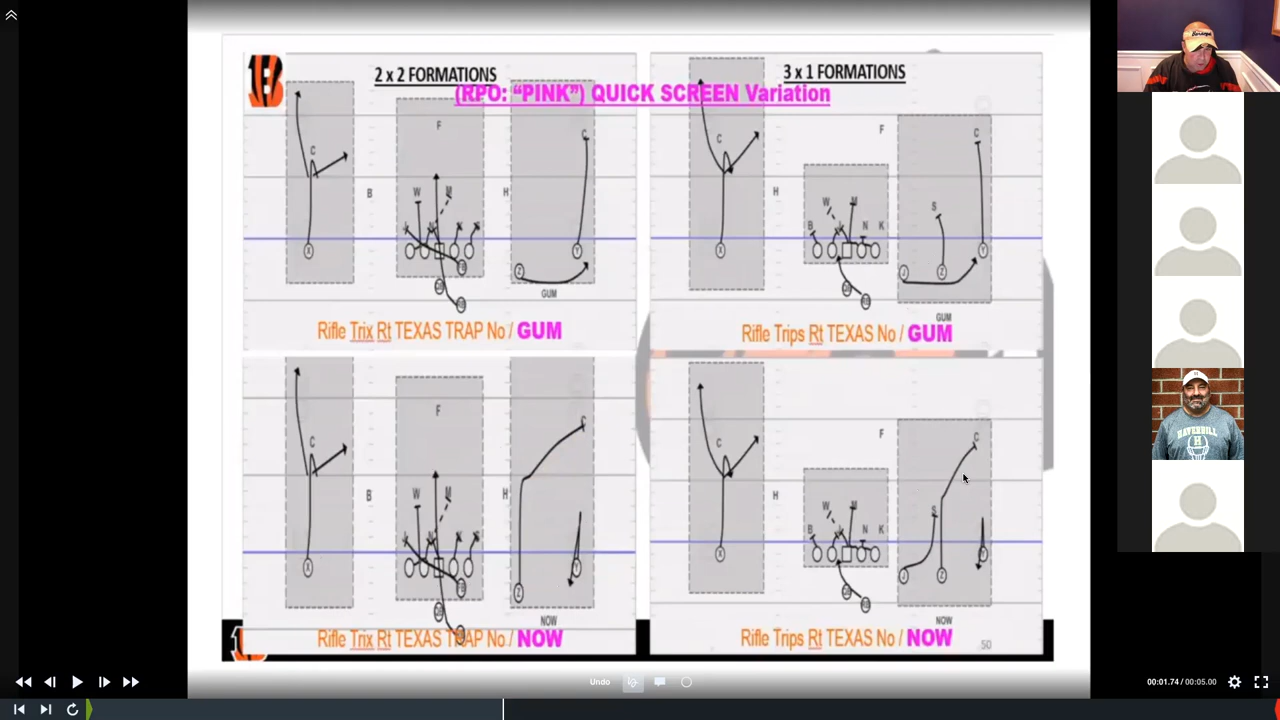 2 x 2 FORMATIONS
3 x 1 FORMATIONS
(RPO: “PINK”) QUICK SCREEN Variation
F
C
C
B
W
M
H
X
Y
Z
GUM
Rifle Trix Rt TEXAS TRAP No / GUM
F
C
C
H
W
M
S
B
N
K
X
Y
J
Z
GUM
Rifle Trips Rt TEXAS No / GUM
F
C
C
B
W
M
H
X
Y
Z
NOW
Rifle Trix Rt TEXAS TRAP No / NOW
F
C
C
H
W
M
S
B
N
K
X
J
Z
NOW
Rifle Trips Rt TEXAS No / NOW
50
HAVERHILL
H
Undo
00:01.74 / 00:05.00